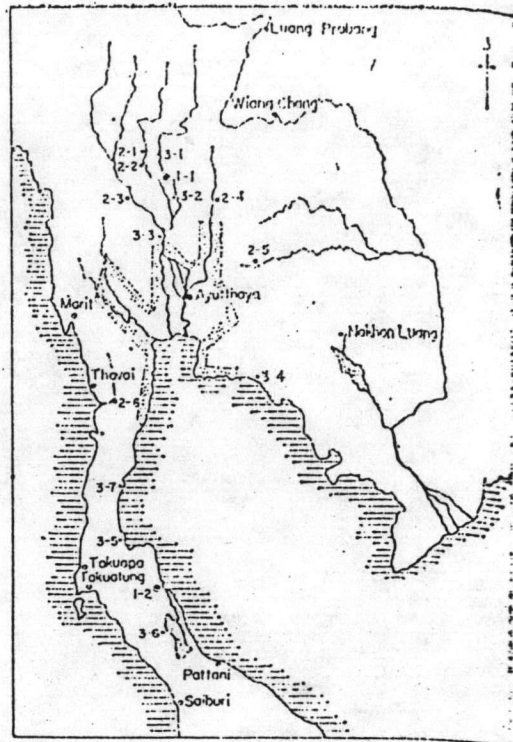 Luang Prabang
Wiang Chang
2-1
3-1
2-2
1-1
2-3
3-2
3-3
2-5
Ayutthaya
Marit
Nakhon Luang
Thavai
3-4
2-6
3-7
3-5
Takuapa
Takuatung
1-2
3-6
Pattani
Saiburi